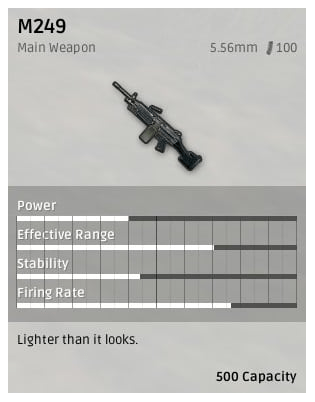 M249
Main Weapon 5.56mm 100
Power
Effective Range
Stability
Firing Rate
Lighter than it looks.
500 Capacity